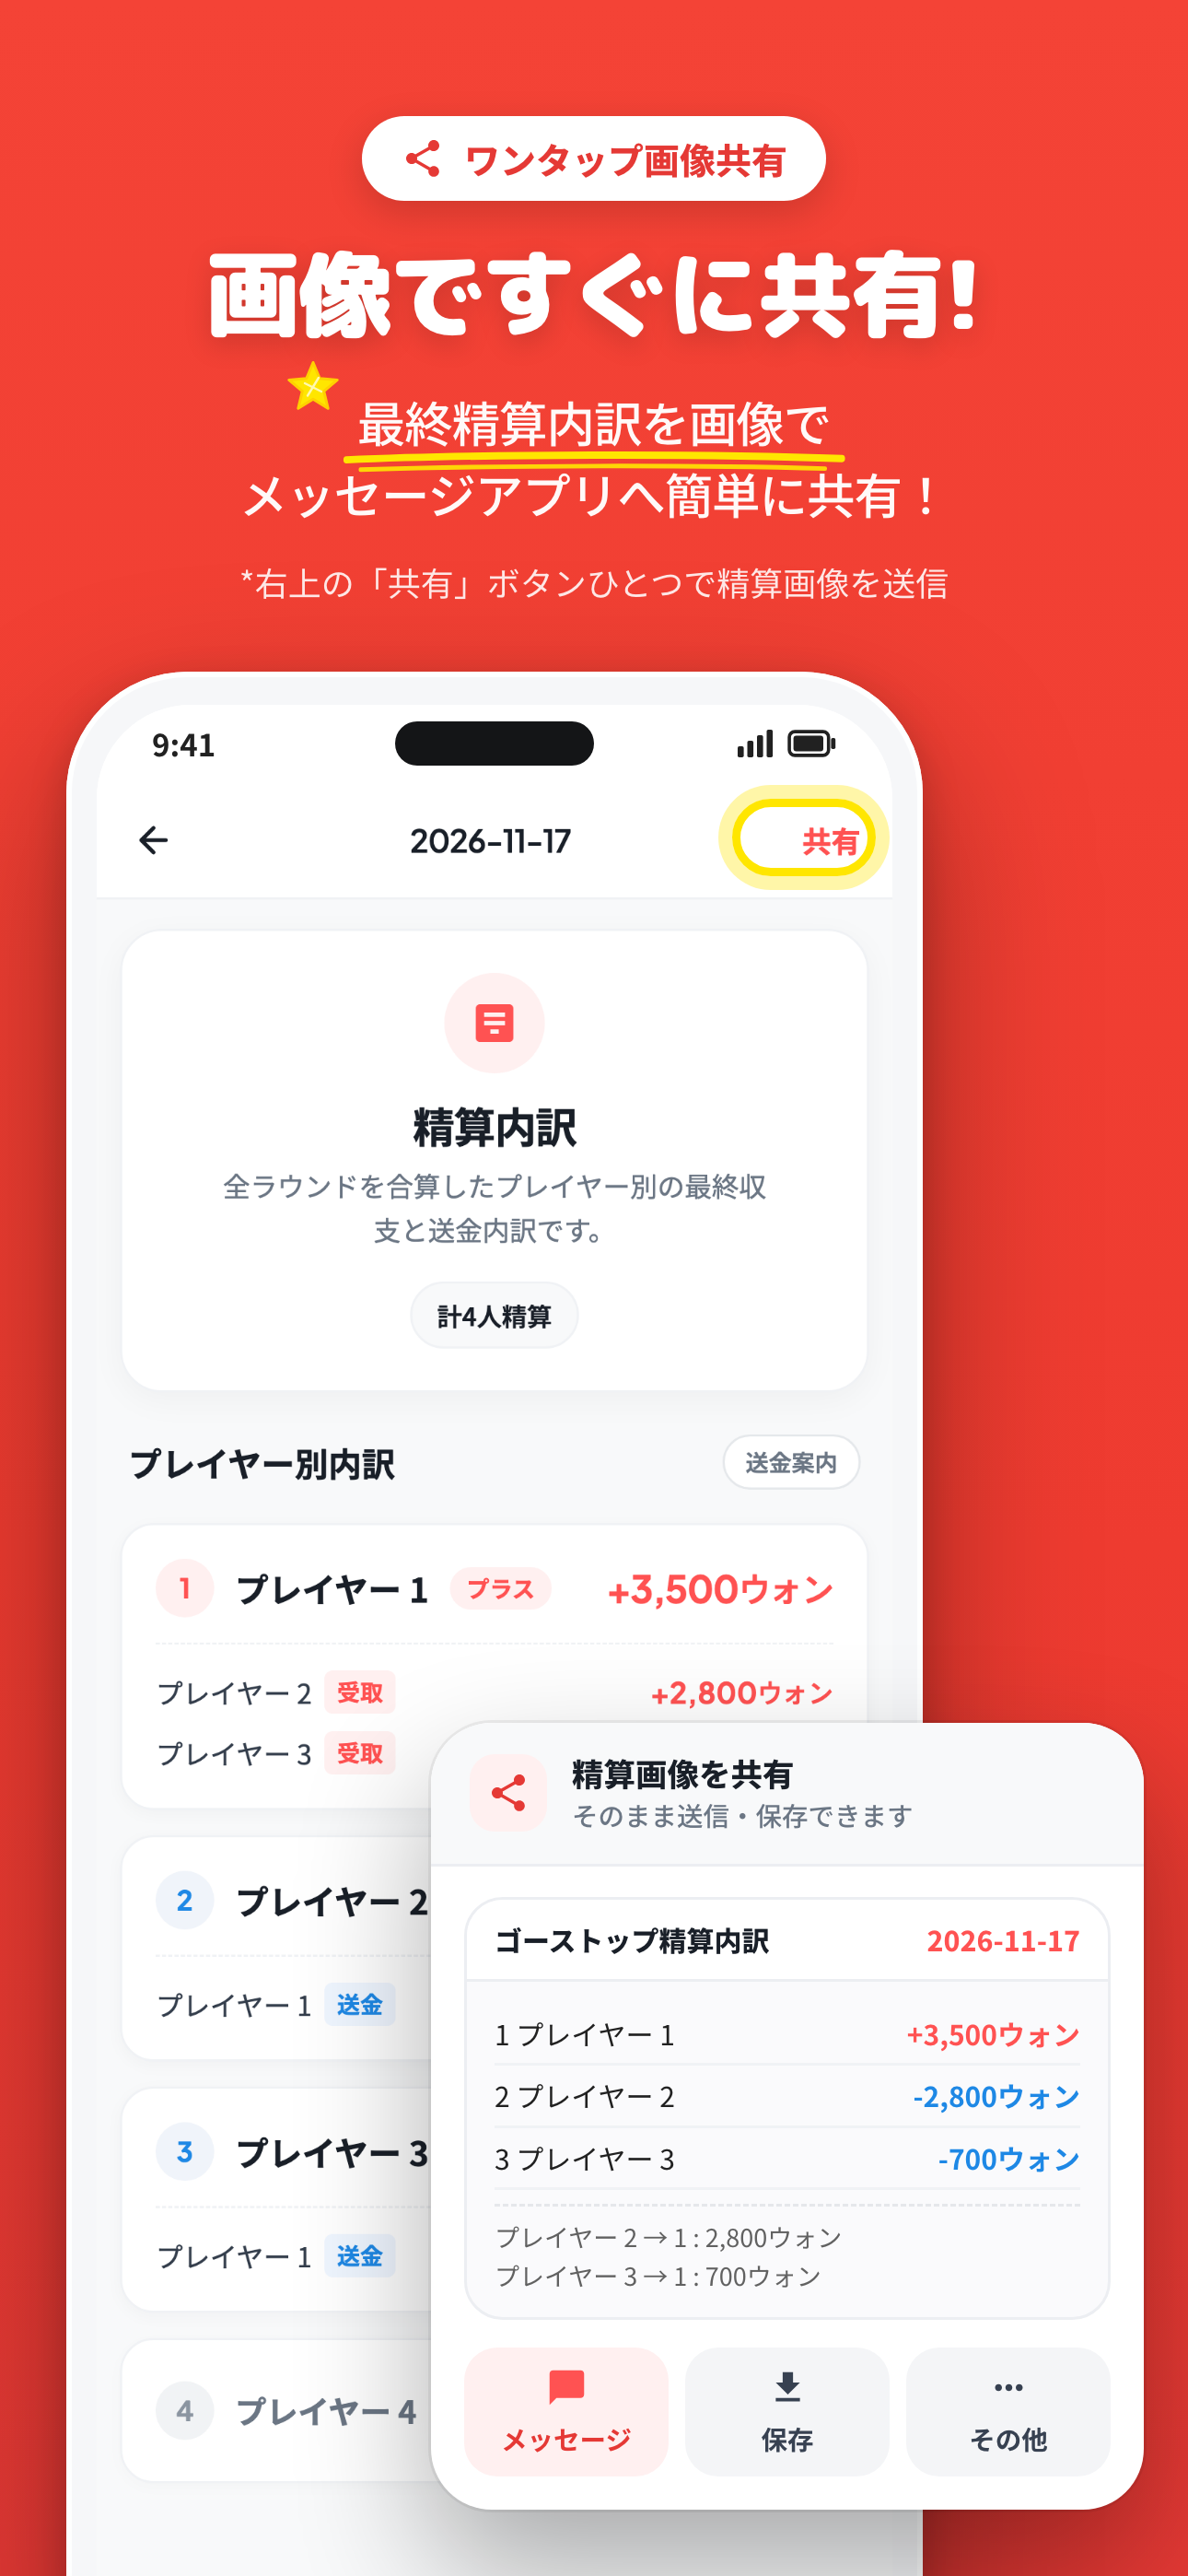 ワンタップ画像共有
画像ですぐに共有!
最終精算内訳を画像で
メッセージアプリへ簡単に共有！
*右上の「共有」ボタンひとつで精算画像を送信
9:41
2026-11-17
共有
精算内訳
全ラウンドを合算したプレイヤー別の最終収
支と送金内訳です。
計4人精算
プレイヤー別内訳
送金案内
1 プレイヤー 1 プラス +3,500ウォン
プレイヤー 2 受取 +2,800ウォン
プレイヤー 3 受取
2 プレイヤー 2
プレイヤー 1 送金
3 プレイヤー 3
プレイヤー 1 送金
4 プレイヤー 4
精算画像を共有
そのまま送信・保存できます
ゴーストップ精算内訳 2026-11-17
1 プレイヤー 1 +3,500ウォン
2 プレイヤー 2 -2,800ウォン
3 プレイヤー 3 -700ウォン
プレイヤー 2 → 1 : 2,800ウォン
プレイヤー 3 → 1 : 700ウォン
メッセージ
保存
その他